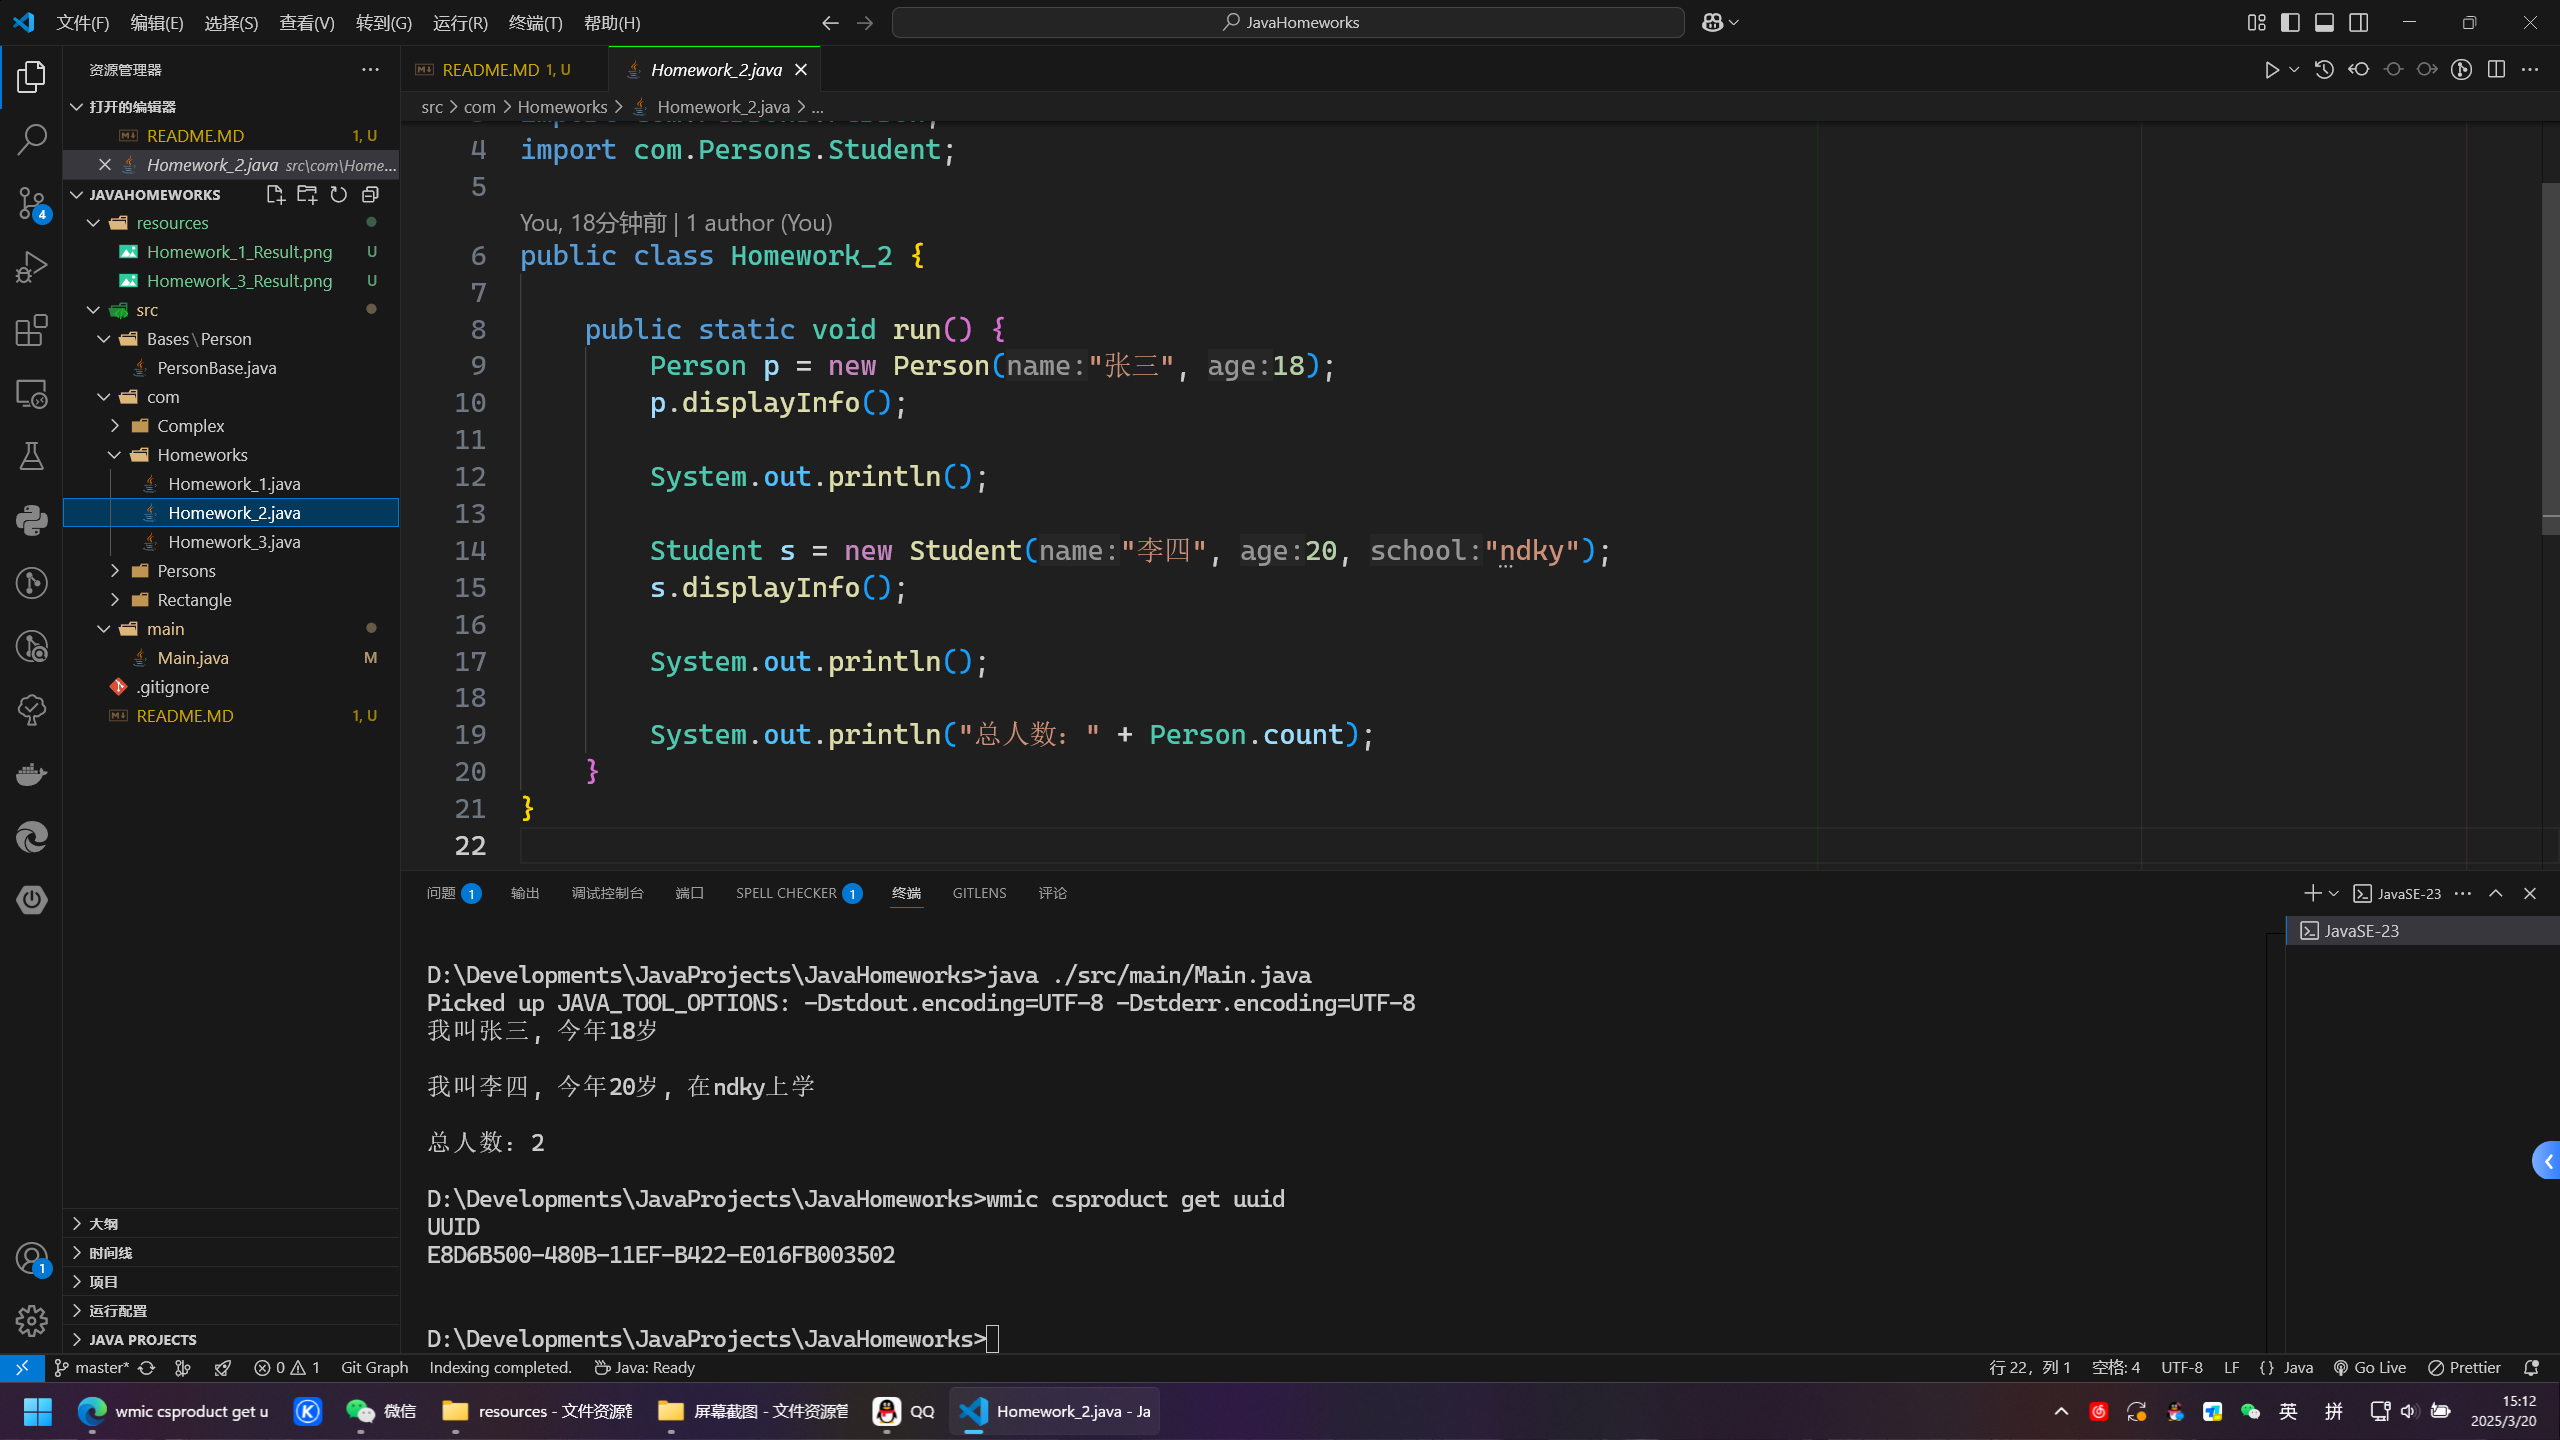 文件(F) 编辑(E) 选择(S) 查看(V) 转到(G) 运行(R) 终端(T) 帮助(H) JavaHomeworks
资源管理器
打开的编辑器
README.MD 1, U
Homework_2.java src\com\Home...
JAVAHOMEWORKS
resources
Homework_1_Result.png U
Homework_3_Result.png U
src
Bases\Person
PersonBase.java
com
Complex
Homeworks
Homework_1.java
Homework_2.java
Homework_3.java
Persons
Rectangle
main
Main.java M
.gitignore
README.MD 1, U
大纲
时间线
项目
运行配置
JAVA PROJECTS
4
1
README.MD 1, U Homework_2.java
src > com > Homeworks > Homework_2.java > ...
4 import com.Persons.Student;
5
You, 18分钟前 | 1 author (You)
6 public class Homework_2 {
7
8 public static void run() {
9 Person p = new Person(name:"张三", age:18);
10 p.displayInfo();
11
12 System.out.println();
13
14 Student s = new Student(name:"李四", age:20, school:"ndky");
15 s.displayInfo();
16
17 System.out.println();
18
19 System.out.println("总人数: " + Person.count);
20 }
21 }
22
问题 1 输出 调试控制台 端口 SPELL CHECKER 1 终端 GITLENS 评论 JavaSE-23
JavaSE-23
D:\Developments\JavaProjects\JavaHomeworks>java ./src/main/Main.java
Picked up JAVA_TOOL_OPTIONS: -Dstdout.encoding=UTF-8 -Dstderr.encoding=UTF-8
我叫张三, 今年18岁
我叫李四, 今年20岁, 在ndky上学
总人数: 2
D:\Developments\JavaProjects\JavaHomeworks>wmic csproduct get uuid
UUID
E8D6B500-480B-11EF-B422-E016FB003502
D:\Developments\JavaProjects\JavaHomeworks>
master* 0 1 Git Graph Indexing completed. Java: Ready 行 22, 列 1 空格: 4 UTF-8 LF {} Java Go Live Prettier
wmic csproduct get u 微信 resources - 文件资源管 屏幕截图 - 文件资源管 QQ Homework_2.java - Ja 英 拼 15:12
2025/3/20